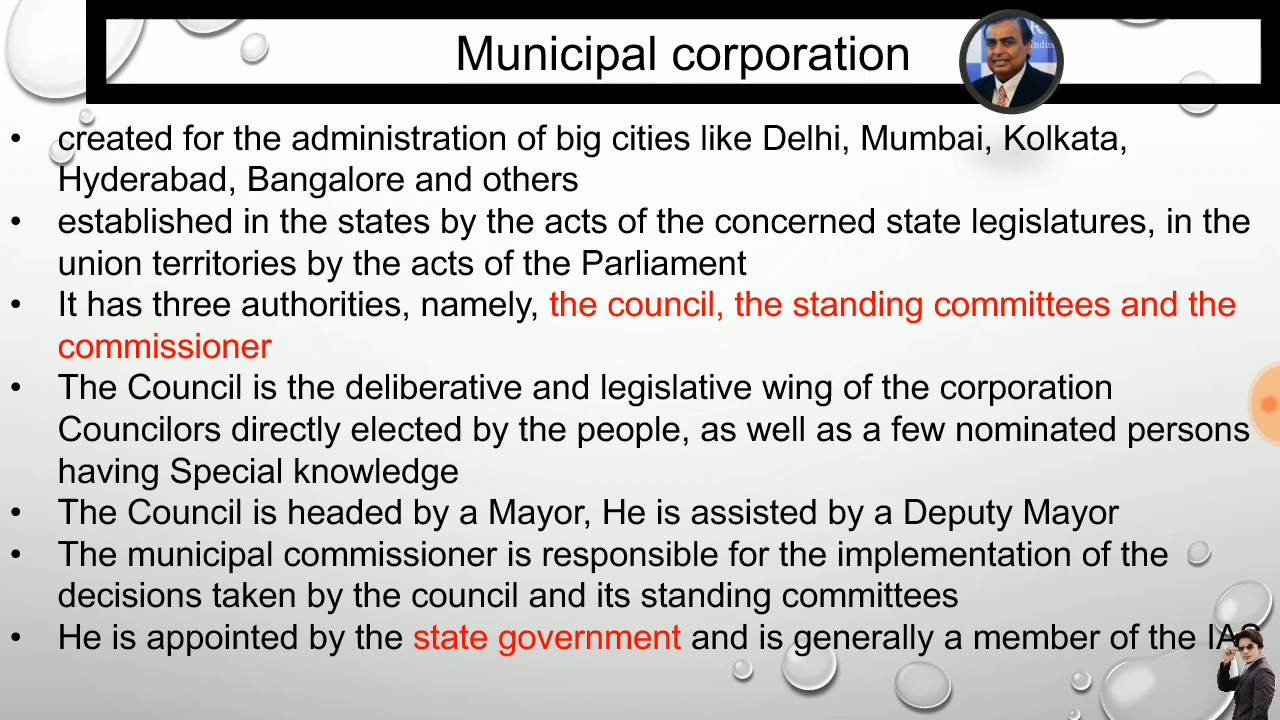 Municipal corporation
• created for the administration of big cities like Delhi, Mumbai, Kolkata,
Hyderabad, Bangalore and others
• established in the states by the acts of the concerned state legislatures, in the
union territories by the acts of the Parliament
• It has three authorities, namely, the council, the standing committees and the
commissioner
• The Council is the deliberative and legislative wing of the corporation
Councilors directly elected by the people, as well as a few nominated persons
having Special knowledge
• The Council is headed by a Mayor, He is assisted by a Deputy Mayor
• The municipal commissioner is responsible for the implementation of the
decisions taken by the council and its standing committees
• He is appointed by the state government and is generally a member of the IAS